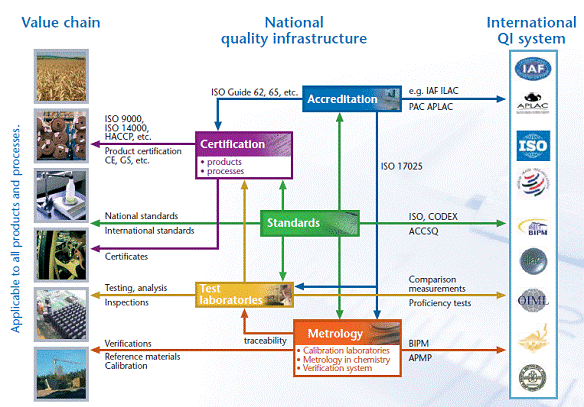 Value chain
National
quality infrastructure
International
QI system
Applicable to all products and processes.
ISO Guide 62, 65, etc.
Accreditation
e.g. IAF ILAC
PAC APLAC
IAF
APLAC
ISO 9000,
ISO 14000,
HACCP, etc.
Product certification
CE, GS, etc.
Certification
• products
• processes
ISO 17025
ISO
National standards
International standards
Standards
ISO, CODEX
ACCSQ
BIPM
Certificates
Testing, analysis
Inspections
Test
laboratories
Comparison
measurements
Proficiency tests
OIML
traceability
Metrology
• Calibration laboratories
• Metrology in chemistry
• Verification system
Verifications
Reference materials
Calibration
BIPM
APMP